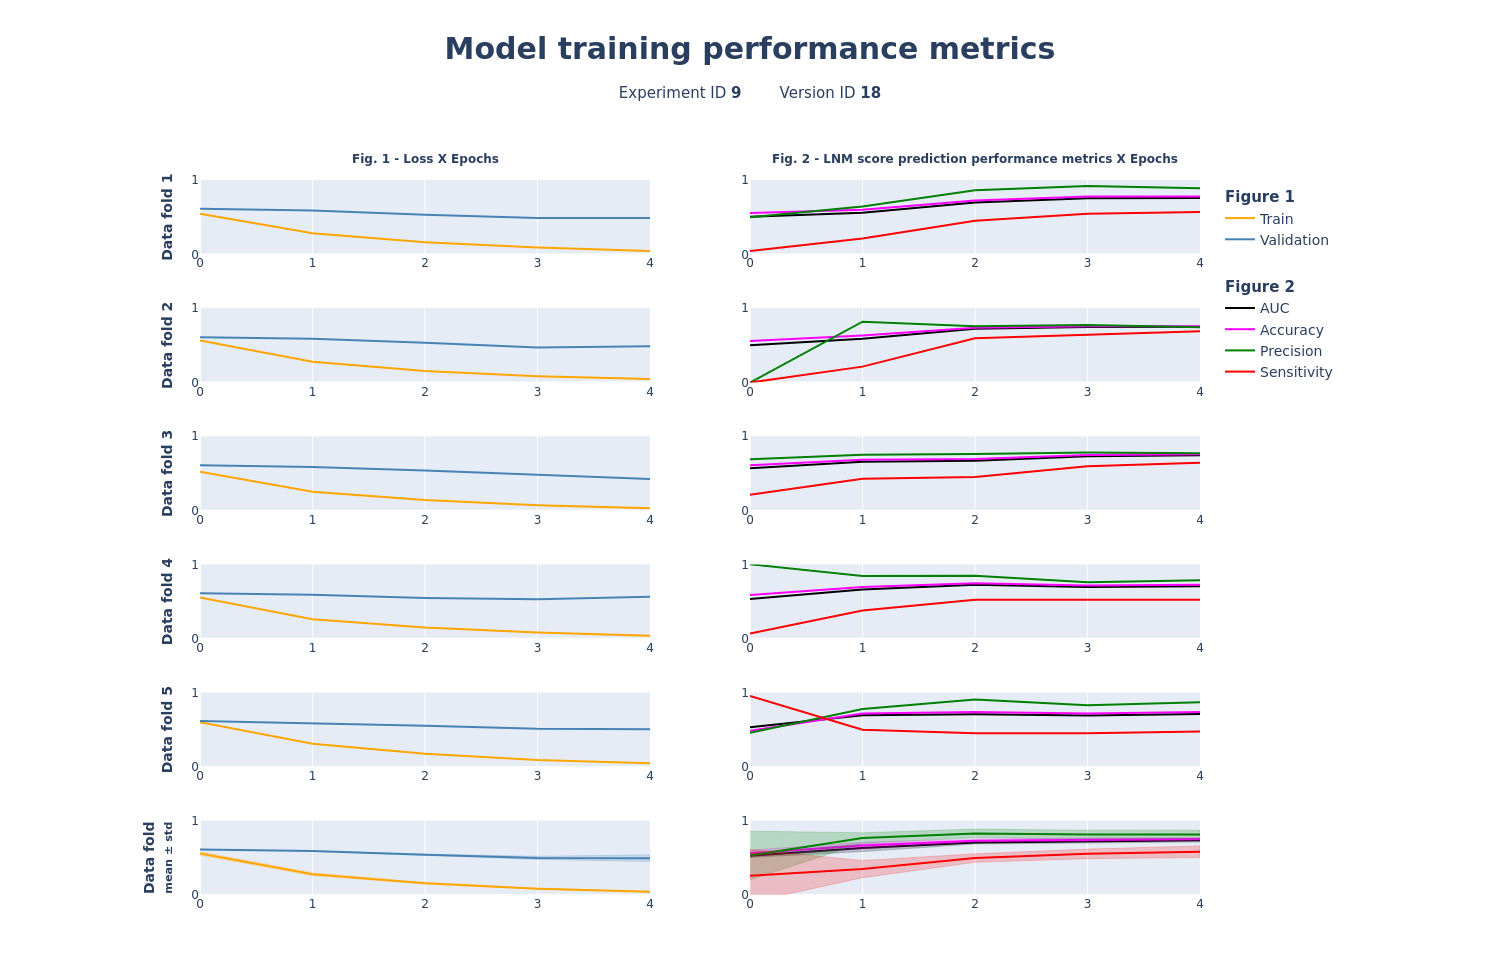 Model training performance metrics
Experiment ID 9 Version ID 18
Fig. 1 - Loss X Epochs
Fig. 2 - LNM score prediction performance metrics X Epochs
Data fold 1
1
0
0 1 2 3 4
1
0
0 1 2 3 4
Figure 1
Train
Validation
Figure 2
AUC
Accuracy
Precision
Sensitivity
Data fold 2
1
0
0 1 2 3 4
1
0
0 1 2 3 4
Data fold 3
1
0
0 1 2 3 4
1
0
0 1 2 3 4
Data fold 4
1
0
0 1 2 3 4
1
0
0 1 2 3 4
Data fold 5
1
0
0 1 2 3 4
1
0
0 1 2 3 4
Data fold
mean ± std
1
0
0 1 2 3 4
1
0
0 1 2 3 4